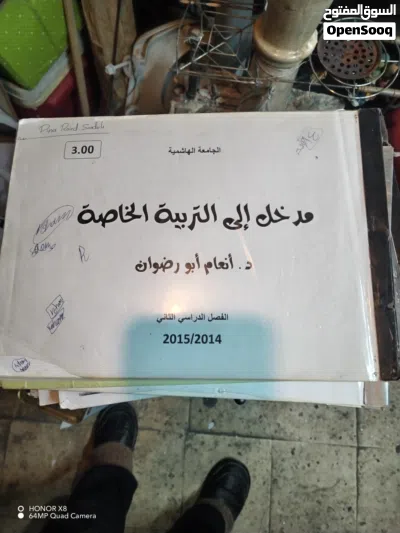 السوق المفتوح
OpenSooq
3.00
الجامعة الهاشمية
مدخل إلى التربية الخاصة
د. أنعام أبو رضوان
الفصل الدراسي الثاني
2015/2014
HONOR X8
64MP Quad Camera